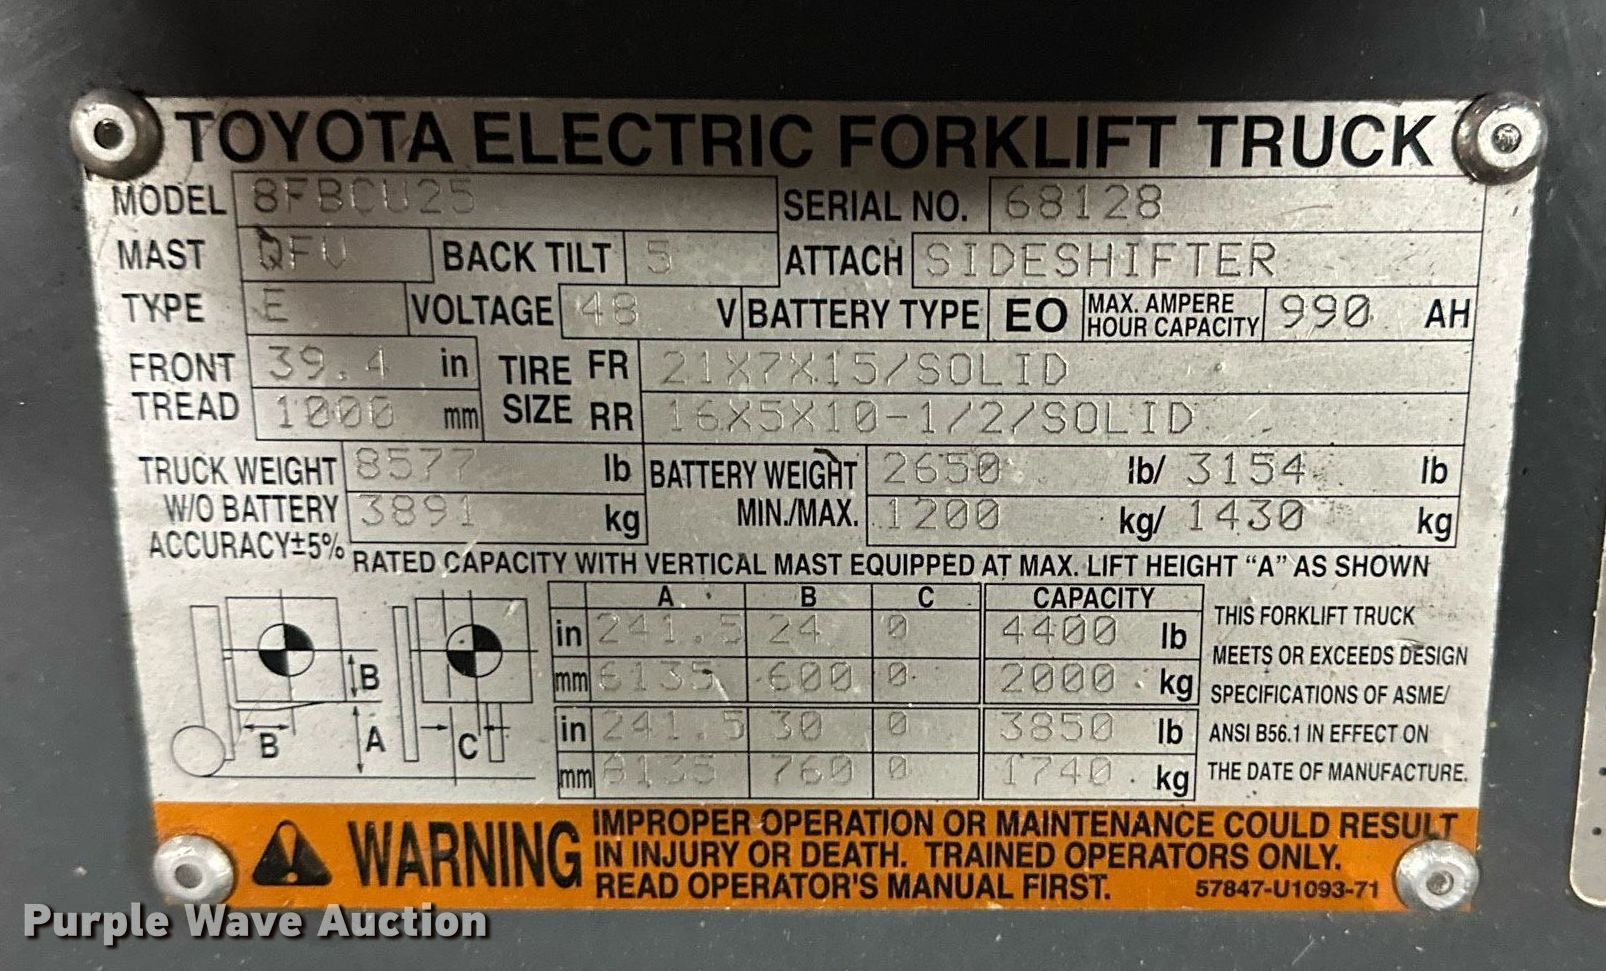 TOYOTA ELECTRIC FORKLIFT TRUCK
MODEL 8FBCU25 SERIAL NO. 68128
MAST QFV BACK TILT 5 ATTACH SIDESHIFTER
TYPE E VOLTAGE 48 V BATTERY TYPE EO MAX. AMPERE HOUR CAPACITY 990 AH
FRONT TREAD 39.4 in TIRE SIZE FR 21X7X15/SOLID
1000 mm RR 16X5X10-1/2/SOLID
TRUCK WEIGHT 8577 lb BATTERY WEIGHT 2650 lb/ 3154 lb
W/O BATTERY 3891 kg MIN./MAX. 1200 kg/ 1430 kg
ACCURACY±5%
RATED CAPACITY WITH VERTICAL MAST EQUIPPED AT MAX. LIFT HEIGHT “A” AS SHOWN
A B C CAPACITY
in 241.5 24 0 4400 lb
mm 6135 600 0 2000 kg
in 241.5 30 0 3850 lb
mm 6135 760 0 1740 kg
B
B A C
THIS FORKLIFT TRUCK
MEETS OR EXCEEDS DESIGN
SPECIFICATIONS OF ASME/
ANSI B56.1 IN EFFECT ON
THE DATE OF MANUFACTURE.
WARNING
IMPROPER OPERATION OR MAINTENANCE COULD RESULT
IN INJURY OR DEATH. TRAINED OPERATORS ONLY.
READ OPERATOR'S MANUAL FIRST.
57847-U1093-71
Purple Wave Auction